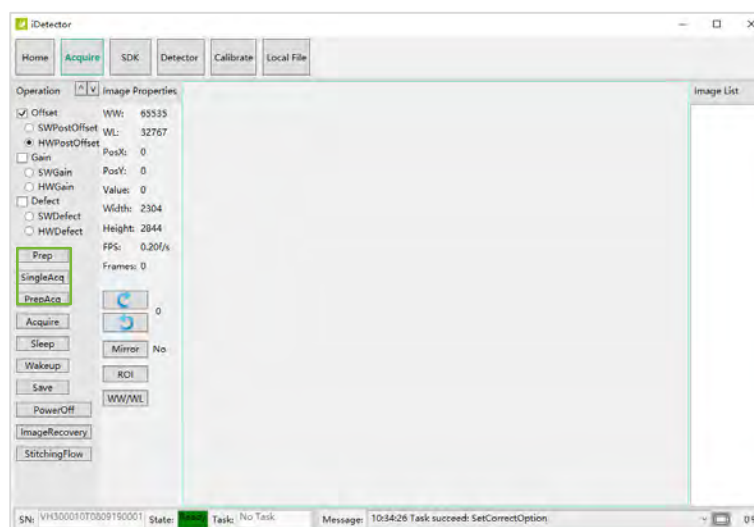 iDetector
Home Acquire SDK Detector Calibrate Local File
Operation ^ v Image Properties Image List
Offset
SWPostOffset
HWPostOffset
Gain
SWGain
HWGain
Defect
SWDefect
HWDefect
Prep
SingleAcq
PrepAcq
Acquire
Sleep
Wakeup
Save
PowerOff
ImageRecovery
StitchingFlow
WW: 65535
WL: 32767
PosX: 0
PosY: 0
Value: 0
Width: 2304
Height: 2844
FPS: 0.20f/s
Frames: 0
0
Mirror No
ROI
WW/WL
SN: VH300010T0809190001 State: Ready Task: No Task Message: 10:34:26 Task succeed: SetCorrectOption